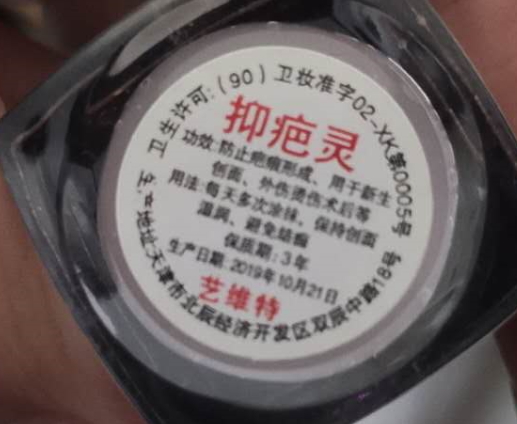 卫生许可:(90)卫妆准字02-XK第0005号
抑疤灵
功效:防止疤痕形成、用于新生
创面、外伤烫伤术后等
用法:每天多次涂抹,保持创面
湿润、避免结痂
保质期:3年
生产日期:2019年10月21日
艺维特
生产地址:天津市北辰经济开发区双辰中路18号